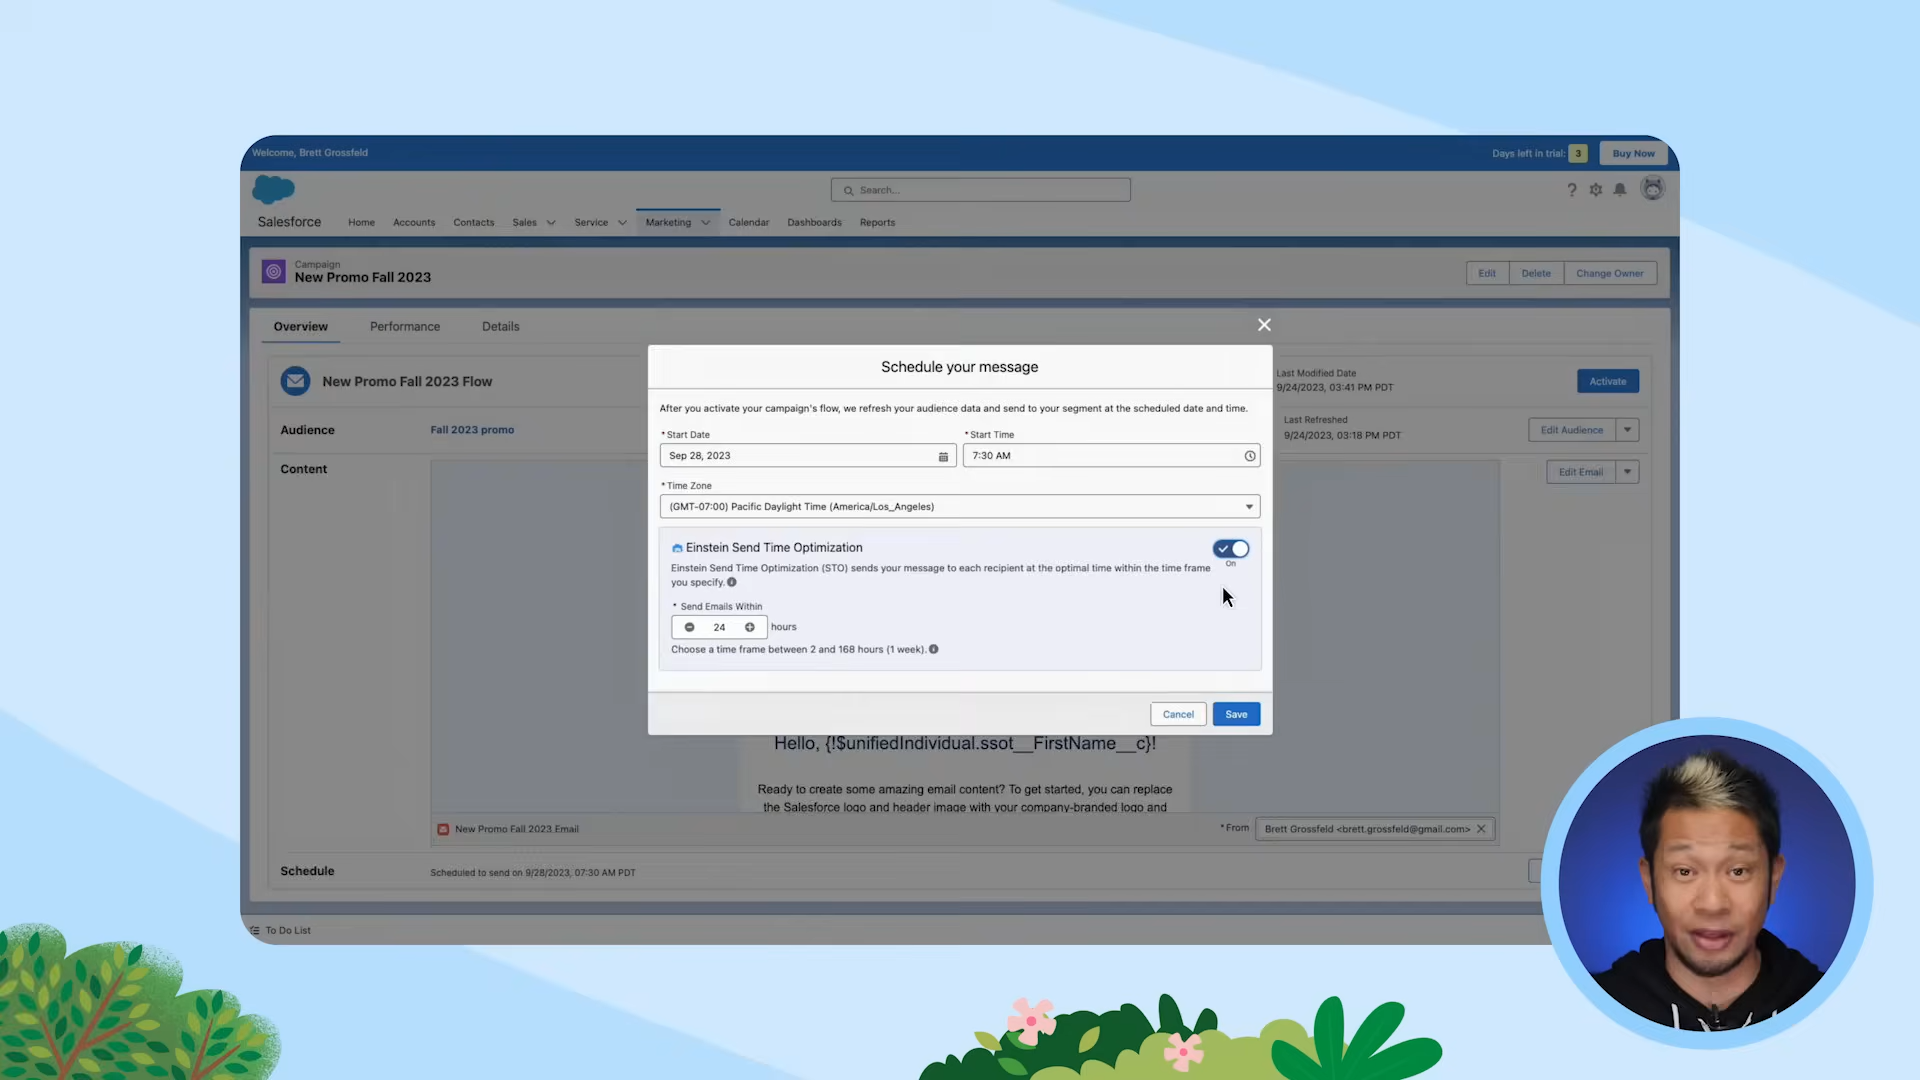 Welcome, Brett Grossfeld
Days left in trial: 3
Buy Now
Search...
Salesforce
Home
Accounts
Contacts
Sales
Service
Marketing
Calendar
Dashboards
Reports
Campaign
New Promo Fall 2023
Edit
Delete
Change Owner
Overview
Performance
Details
New Promo Fall 2023 Flow
Last Modified Date
9/24/2023, 03:41 PM PDT
Activate
Audience
Fall 2023 promo
Last Refreshed
9/24/2023, 03:18 PM PDT
Edit Audience
Content
Edit Email
Schedule your message
After you activate your campaign's flow, we refresh your audience data and send to your segment at the scheduled date and time.
* Start Date
* Start Time
Sep 28, 2023
7:30 AM
* Time Zone
(GMT-07:00) Pacific Daylight Time (America/Los_Angeles)
Einstein Send Time Optimization
On
Einstein Send Time Optimization (STO) sends your message to each recipient at the optimal time within the time frame
you specify.
* Send Emails Within
24 hours
Choose a time frame between 2 and 168 hours (1 week).
Cancel
Save
Hello, {!$unifiedIndividual.ssot__FirstName__c}!
Ready to create some amazing email content? To get started, you can replace
the Salesforce logo and header image with your company-branded logo and
New Promo Fall 2023 Email
* From
Brett Grossfeld <brett.grossfeld@gmail.com>
Schedule
Scheduled to send on 9/28/2023, 07:30 AM PDT
To Do List